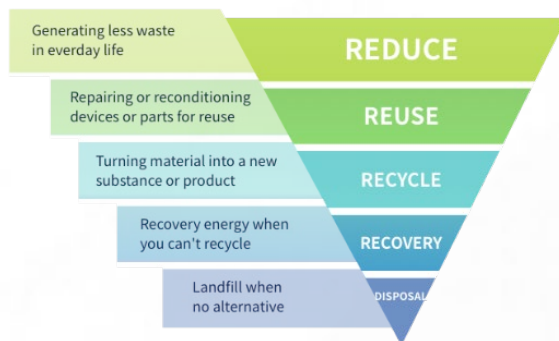 Generating less waste
in everday life
REDUCE
Repairing or reconditioning
devices or parts for reuse
REUSE
Turning material into a new
substance or product
RECYCLE
Recovery energy when
you can't recycle
RECOVERY
Landfill when
no alternative
DISPOSAL